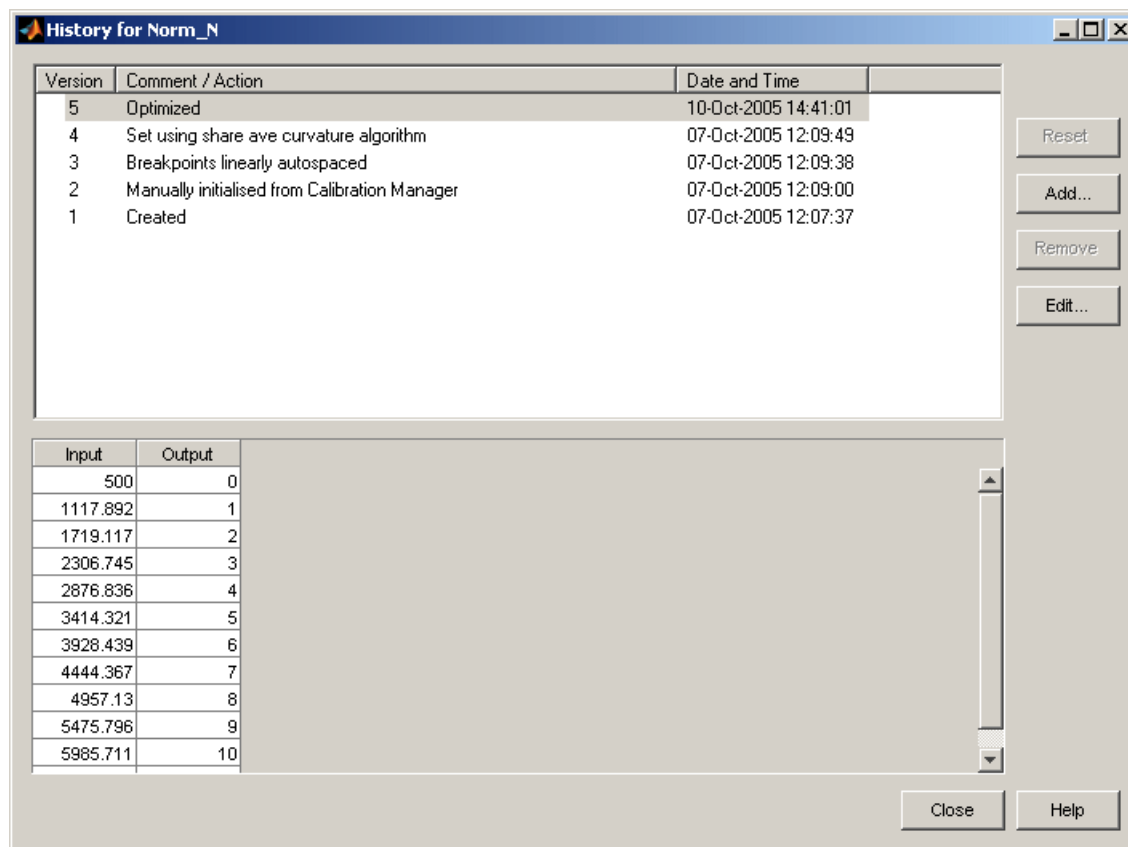 History for Norm_N
Version Comment / Action Date and Time
5 Optimized 10-Oct-2005 14:41:01
4 Set using share ave curvature algorithm 07-Oct-2005 12:09:49
3 Breakpoints linearly autospaced 07-Oct-2005 12:09:38
2 Manually initialised from Calibration Manager 07-Oct-2005 12:09:00
1 Created 07-Oct-2005 12:07:37
Reset
Add...
Remove
Edit...
Input Output
500 0
1117.892 1
1719.117 2
2306.745 3
2876.836 4
3414.321 5
3928.439 6
4444.367 7
4957.13 8
5475.796 9
5985.711 10
Close Help